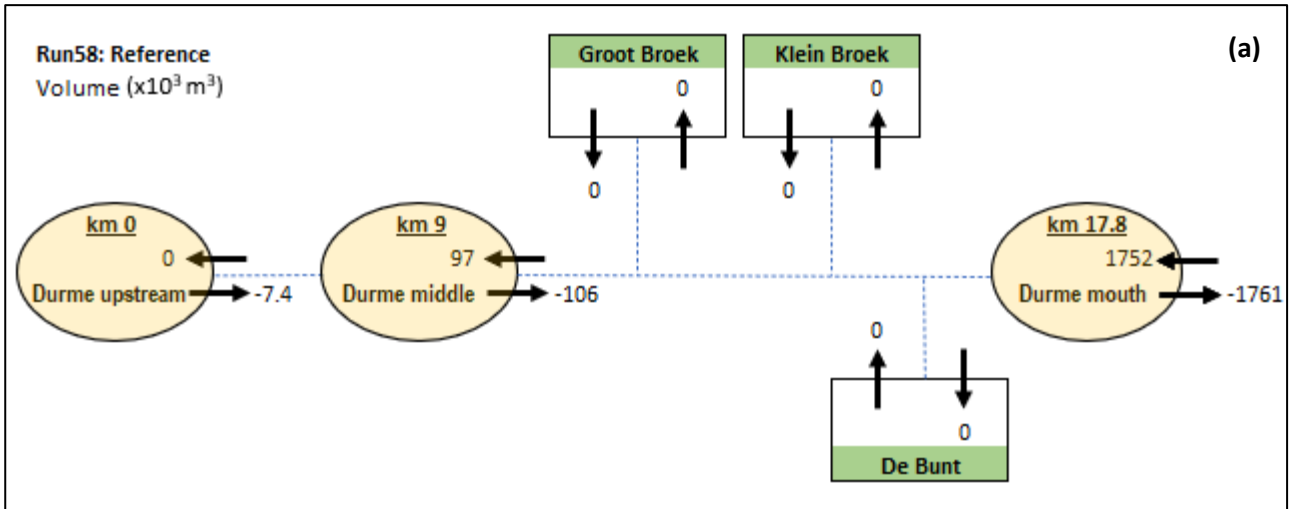 Run58: Reference
Volume (x10³ m³)
(a)
Groot Broek
0
0
Klein Broek
0
0
km 0
0
Durme upstream
-7.4
km 9
97
Durme middle
-106
km 17.8
1752
Durme mouth
-1761
0
0
De Bunt